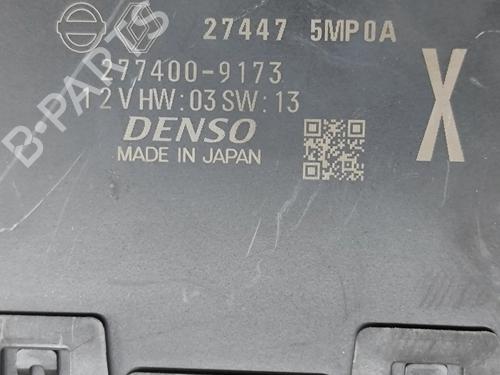 27447 5MP0A
277400-9173
12V HW:03 SW:13
DENSO
MADE IN JAPAN
X
B-PARTS